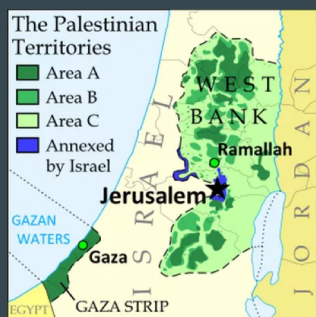 The Palestinian
Territories
Area A
Area B
Area C
Annexed
by Israel
WEST
BANK
Ramallah
Jerusalem
ISRAEL
JORDAN
GAZAN
WATERS
Gaza
GAZA STRIP
EGYPT